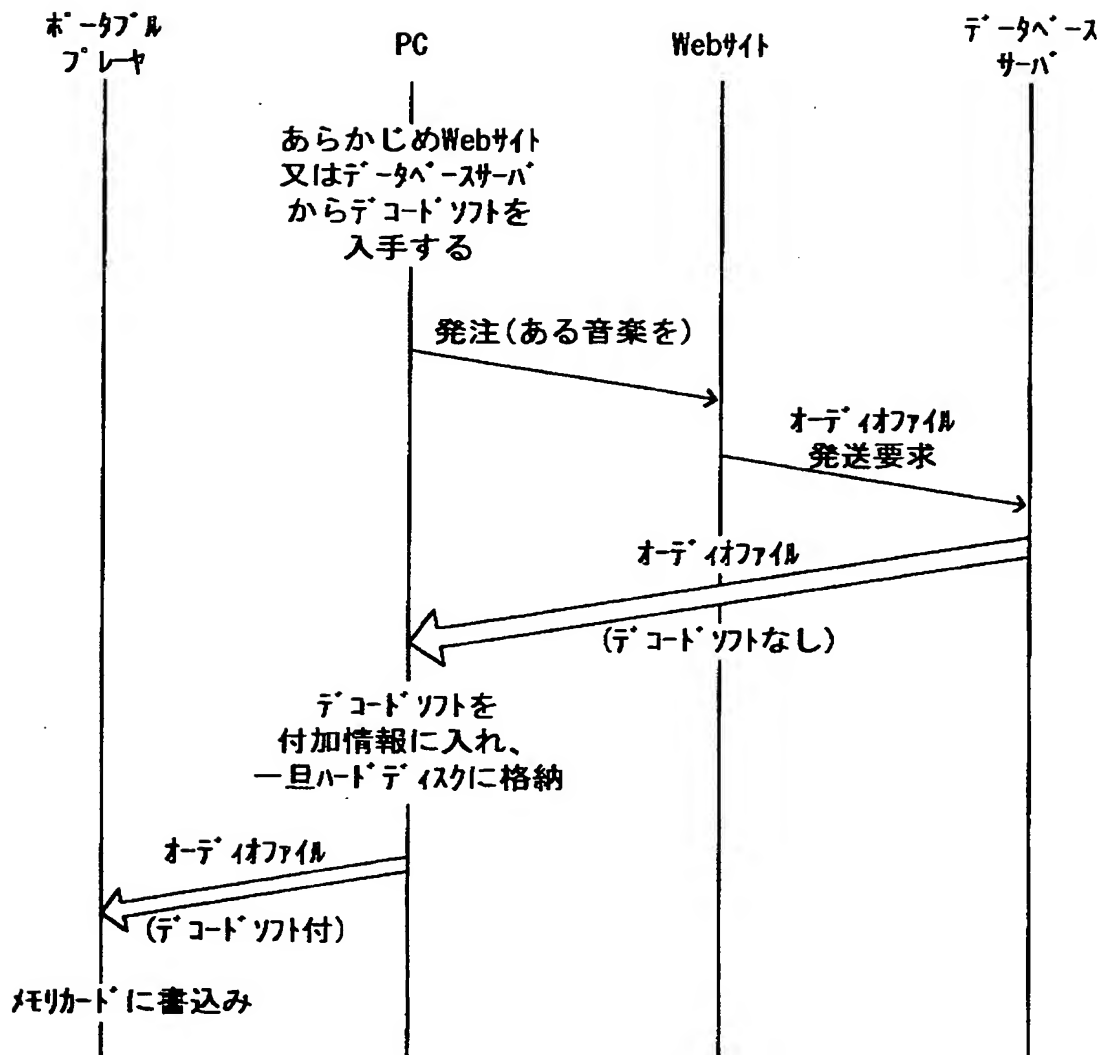 ﾎﾟｰﾀﾌﾞﾙ
ﾌﾟﾚｰﾔ
PC
Webｻｲﾄ
ﾃﾞｰﾀﾍﾞｰｽ
ｻｰﾊﾞ
あらかじめWebｻｲﾄ
又はﾃﾞｰﾀﾍﾞｰｽｻｰﾊﾞ
からﾃﾞｺｰﾄﾞｿﾌﾄを
入手する
発注(ある音楽を)
ｵｰﾃﾞｨｵﾌｧｲﾙ
発送要求
ｵｰﾃﾞｨｵﾌｧｲﾙ
(ﾃﾞｺｰﾄﾞｿﾌﾄなし)
ﾃﾞｺｰﾄﾞｿﾌﾄを
付加情報に入れ、
一旦ﾊｰﾄﾞﾃﾞｨｽｸに格納
ｵｰﾃﾞｨｵﾌｧｲﾙ
(ﾃﾞｺｰﾄﾞｿﾌﾄ付)
ﾒﾓﾘｶｰﾄﾞに書込み